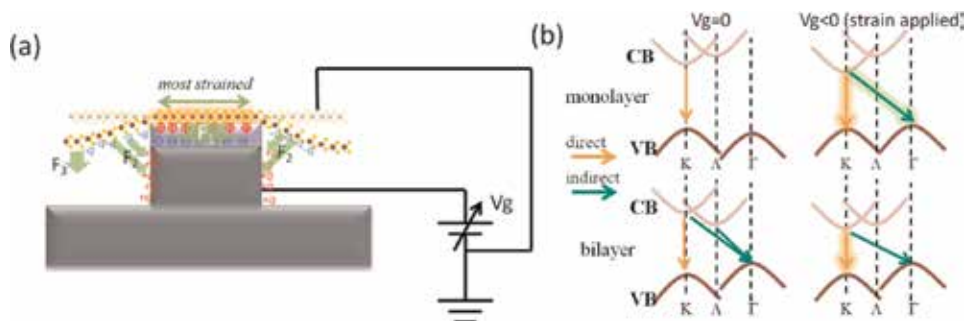 (a)
most strained
F₃
F₂
Vg
(b)
Vg=0
Vg<0 (strain applied)
CB
monolayer
VB
K Λ Γ
K Λ Γ
direct
indirect
CB
bilayer
VB
K Λ Γ
K Λ Γ